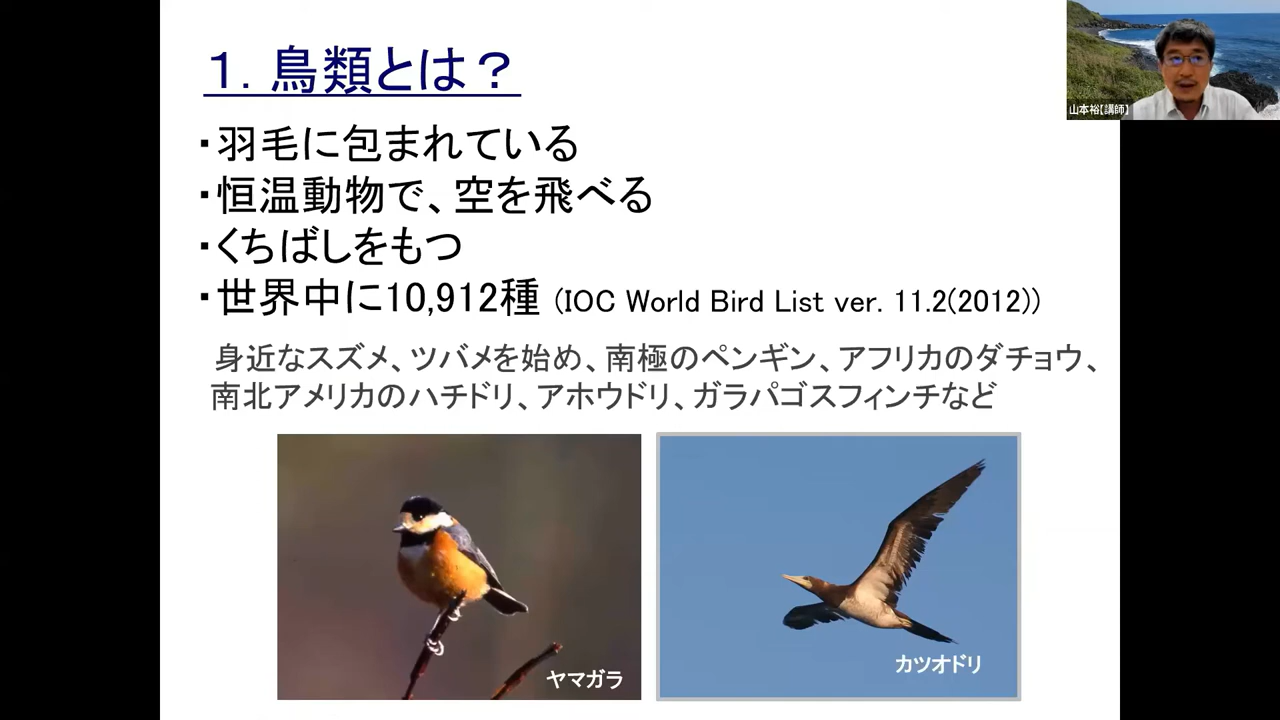 １．鳥類とは？
・羽毛に包まれている
・恒温動物で、空を飛べる
・くちばしをもつ
・世界中に10,912種 (IOC World Bird List ver. 11.2(2012))
身近なスズメ、ツバメを始め、南極のペンギン、アフリカのダチョウ、
南北アメリカのハチドリ、アホウドリ、ガラパゴスフィンチなど
ヤマガラ
カツオドリ
山本裕【講師】